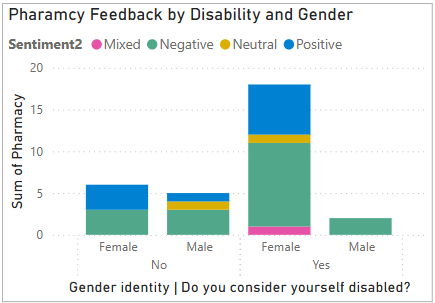 Pharamcy Feedback by Disability and Gender
Sentiment2 Mixed Negative Neutral Positive
20
15
10
5
0
Sum of Pharmacy
Female Male Female Male
No Yes
Gender identity | Do you consider yourself disabled?